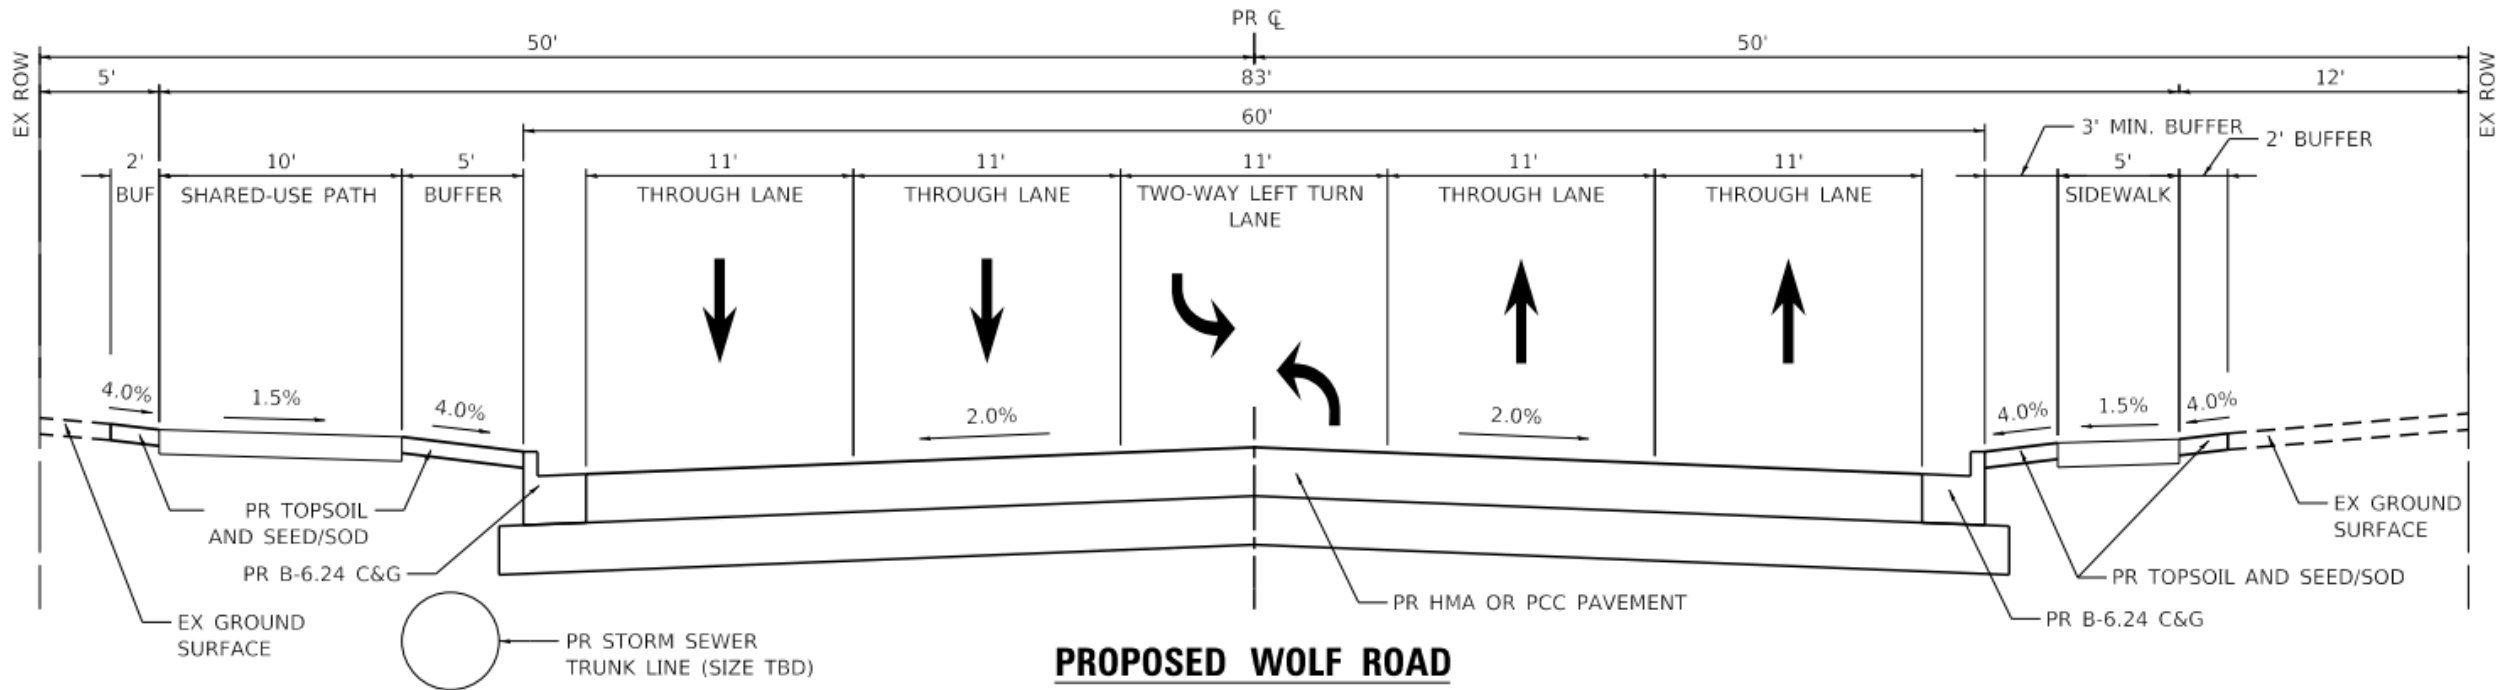 PR ℄
50'
50'
EX ROW
EX ROW
5'
83'
12'
60'
3' MIN. BUFFER
2' BUFFER
2'
10'
5'
11'
11'
11'
11'
11'
5'
BUF
SHARED-USE PATH
BUFFER
THROUGH LANE
THROUGH LANE
TWO-WAY LEFT TURN
LANE
THROUGH LANE
THROUGH LANE
SIDEWALK
4.0%
1.5%
4.0%
2.0%
2.0%
4.0%
1.5%
4.0%
PR TOPSOIL
AND SEED/SOD
PR B-6.24 C&G
EX GROUND
SURFACE
PR STORM SEWER
TRUNK LINE (SIZE TBD)
PR HMA OR PCC PAVEMENT
EX GROUND
SURFACE
PR TOPSOIL AND SEED/SOD
PR B-6.24 C&G
PROPOSED WOLF ROAD